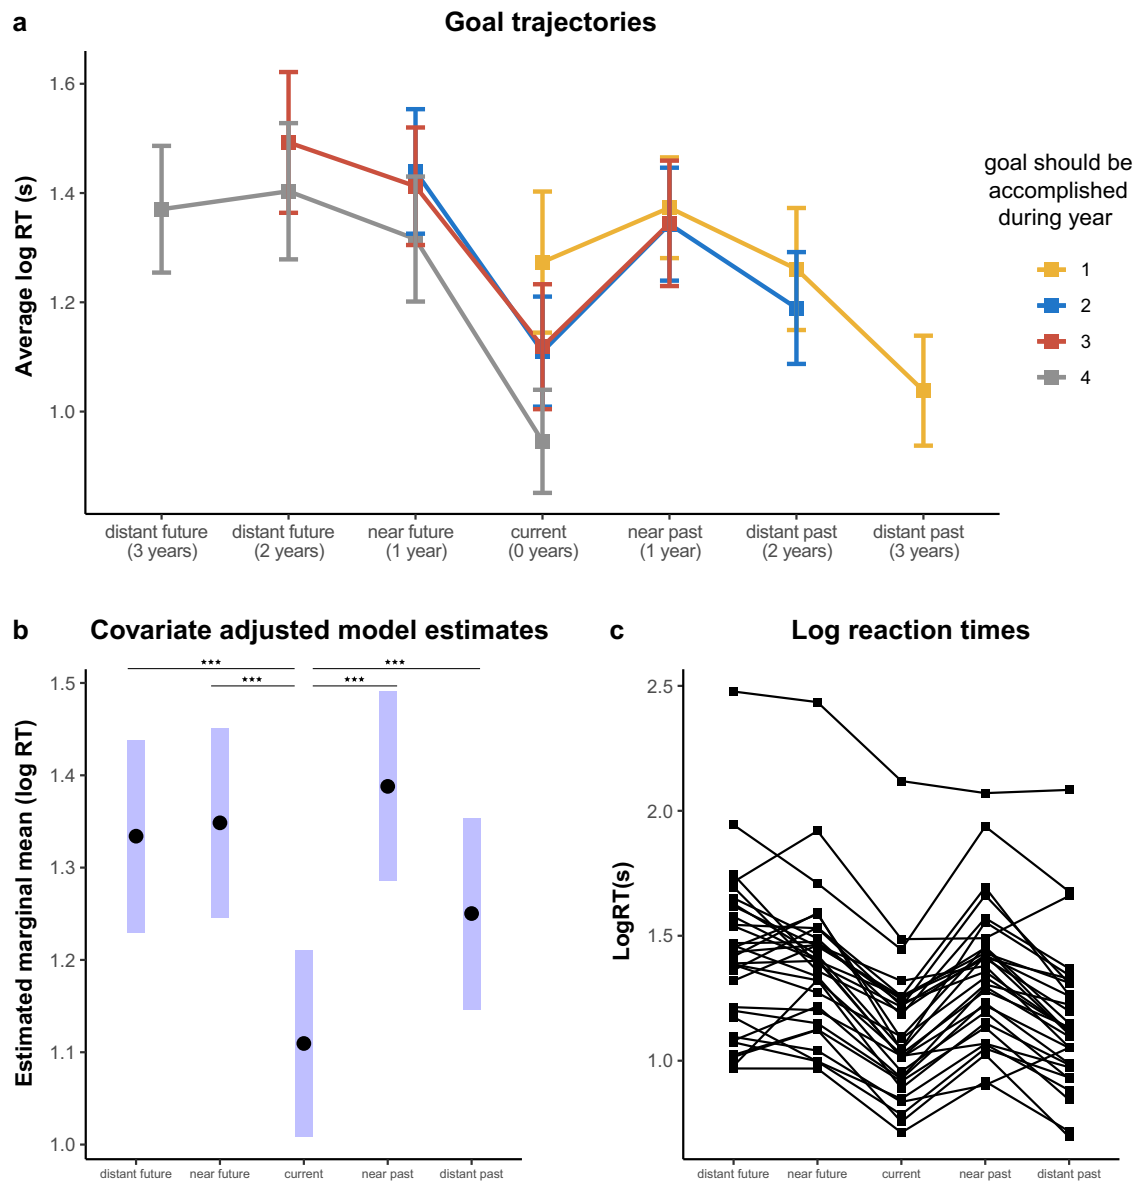 a
Goal trajectories
Average log RT (s)
1.6
1.4
1.2
1.0
distant future
(3 years)
distant future
(2 years)
near future
(1 year)
current
(0 years)
near past
(1 year)
distant past
(2 years)
distant past
(3 years)
goal should be
accomplished
during year
1
2
3
4
b
Covariate adjusted model estimates
Estimated marginal mean (log RT)
1.5
1.4
1.3
1.2
1.1
1.0
***
***
***
***
distant future
near future
current
near past
distant past
c
Log reaction times
LogRT(s)
2.5
2.0
1.5
1.0
distant future
near future
current
near past
distant past